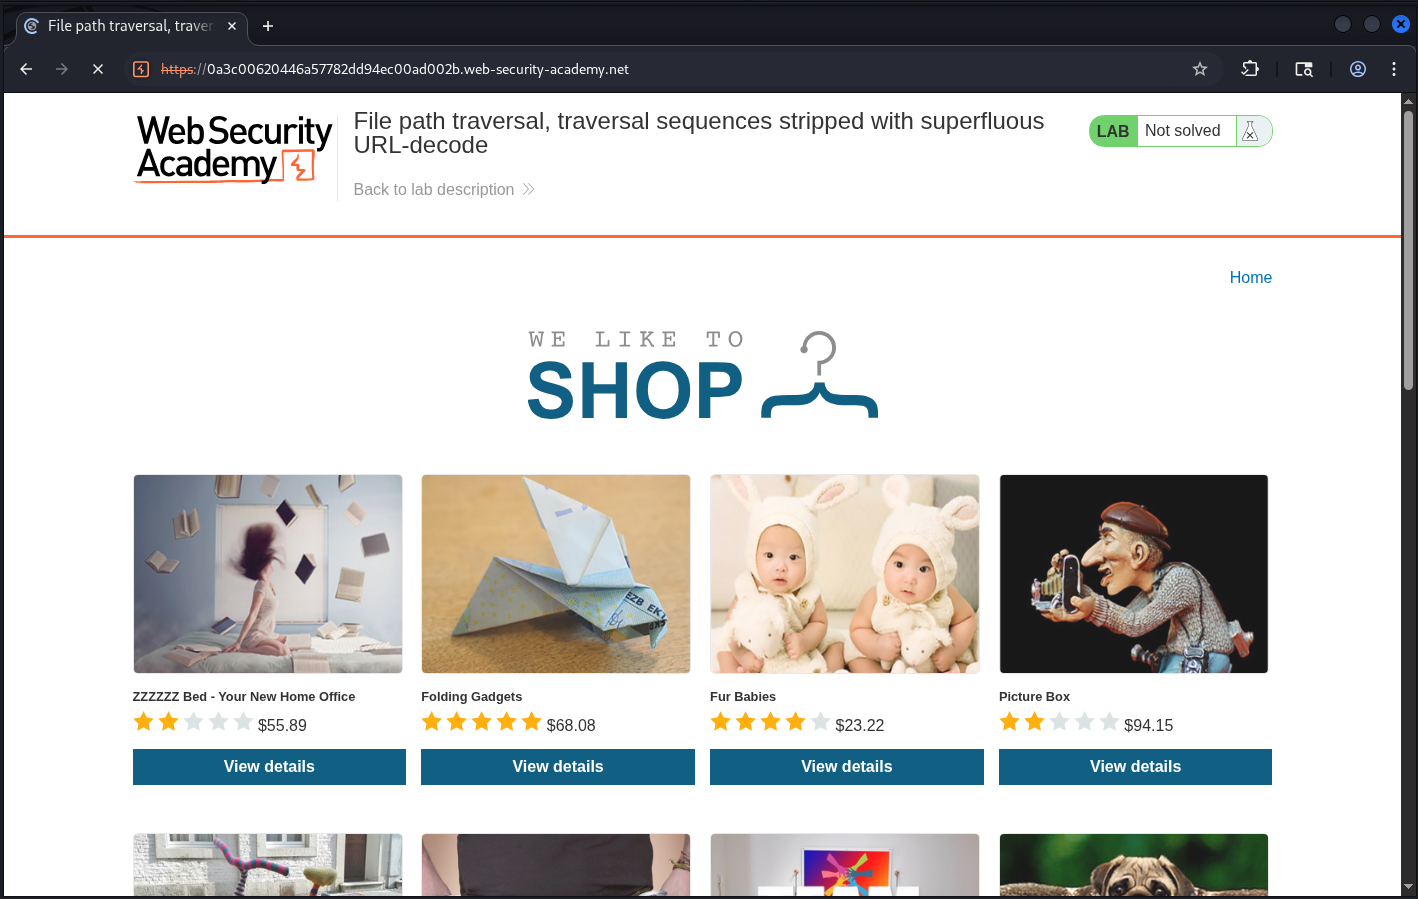 File path traversal, traver
https://0a3c00620446a57782dd94ec00ad002b.web-security-academy.net
Web Security
Academy
File path traversal, traversal sequences stripped with superfluous
URL-decode
Back to lab description
LAB Not solved
Home
WE LIKE TO
SHOP
EZB EK
ZZZZZZ Bed - Your New Home Office
$55.89
View details
Folding Gadgets
$68.08
View details
Fur Babies
$23.22
View details
Picture Box
$94.15
View details